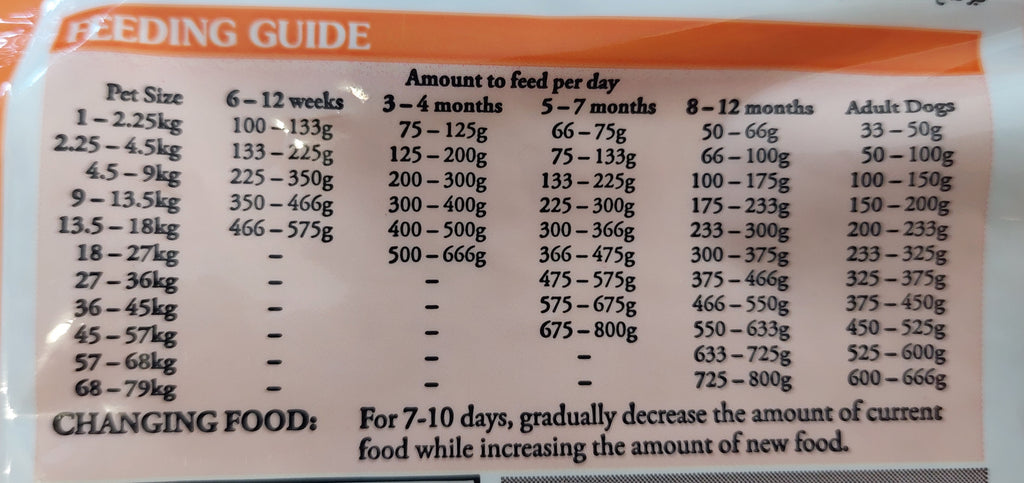 FEEDING GUIDE
Amount to feed per day
Pet Size 6–12 weeks 3–4 months 5–7 months 8–12 months Adult Dogs
1–2.25kg 100–133g 75–125g 66–75g 50–66g 33–50g
2.25–4.5kg 133–225g 125–200g 75–133g 66–100g 50–100g
4.5–9kg 225–350g 200–300g 133–225g 100–175g 100–150g
9–13.5kg 350–466g 300–400g 225–300g 175–233g 150–200g
13.5–18kg 466–575g 400–500g 300–366g 233–300g 200–233g
18–27kg – 500–666g 366–475g 300–375g 233–325g
27–36kg – – 475–575g 375–466g 325–375g
36–45kg – – 575–675g 466–550g 375–450g
45–57kg – – 675–800g 550–633g 450–525g
57–68kg – – – 633–725g 525–600g
68–79kg – – – 725–800g 600–666g
CHANGING FOOD: For 7-10 days, gradually decrease the amount of current
food while increasing the amount of new food.